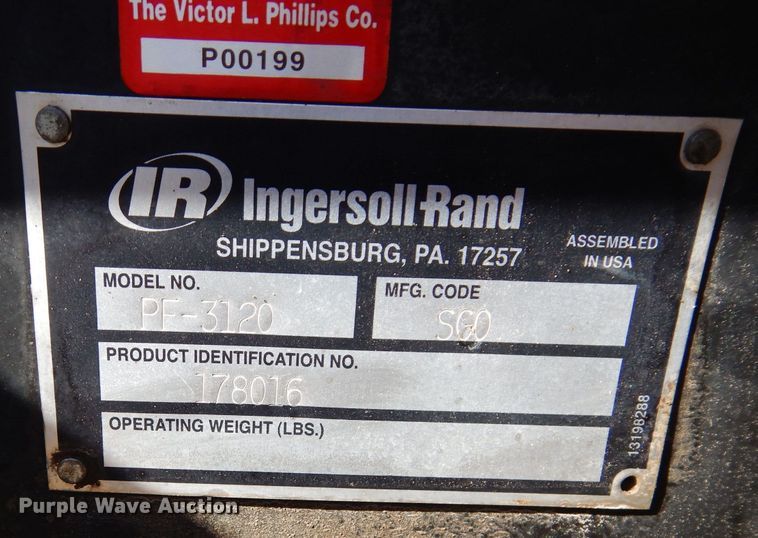 The Victor L. Phillips Co.
P00199
IR Ingersoll-Rand
SHIPPENSBURG, PA. 17257
ASSEMBLED
IN USA
MODEL NO.
PF-3120
MFG. CODE
SGO
PRODUCT IDENTIFICATION NO.
178016
OPERATING WEIGHT (LBS.)
13198288
Purple Wave Auction